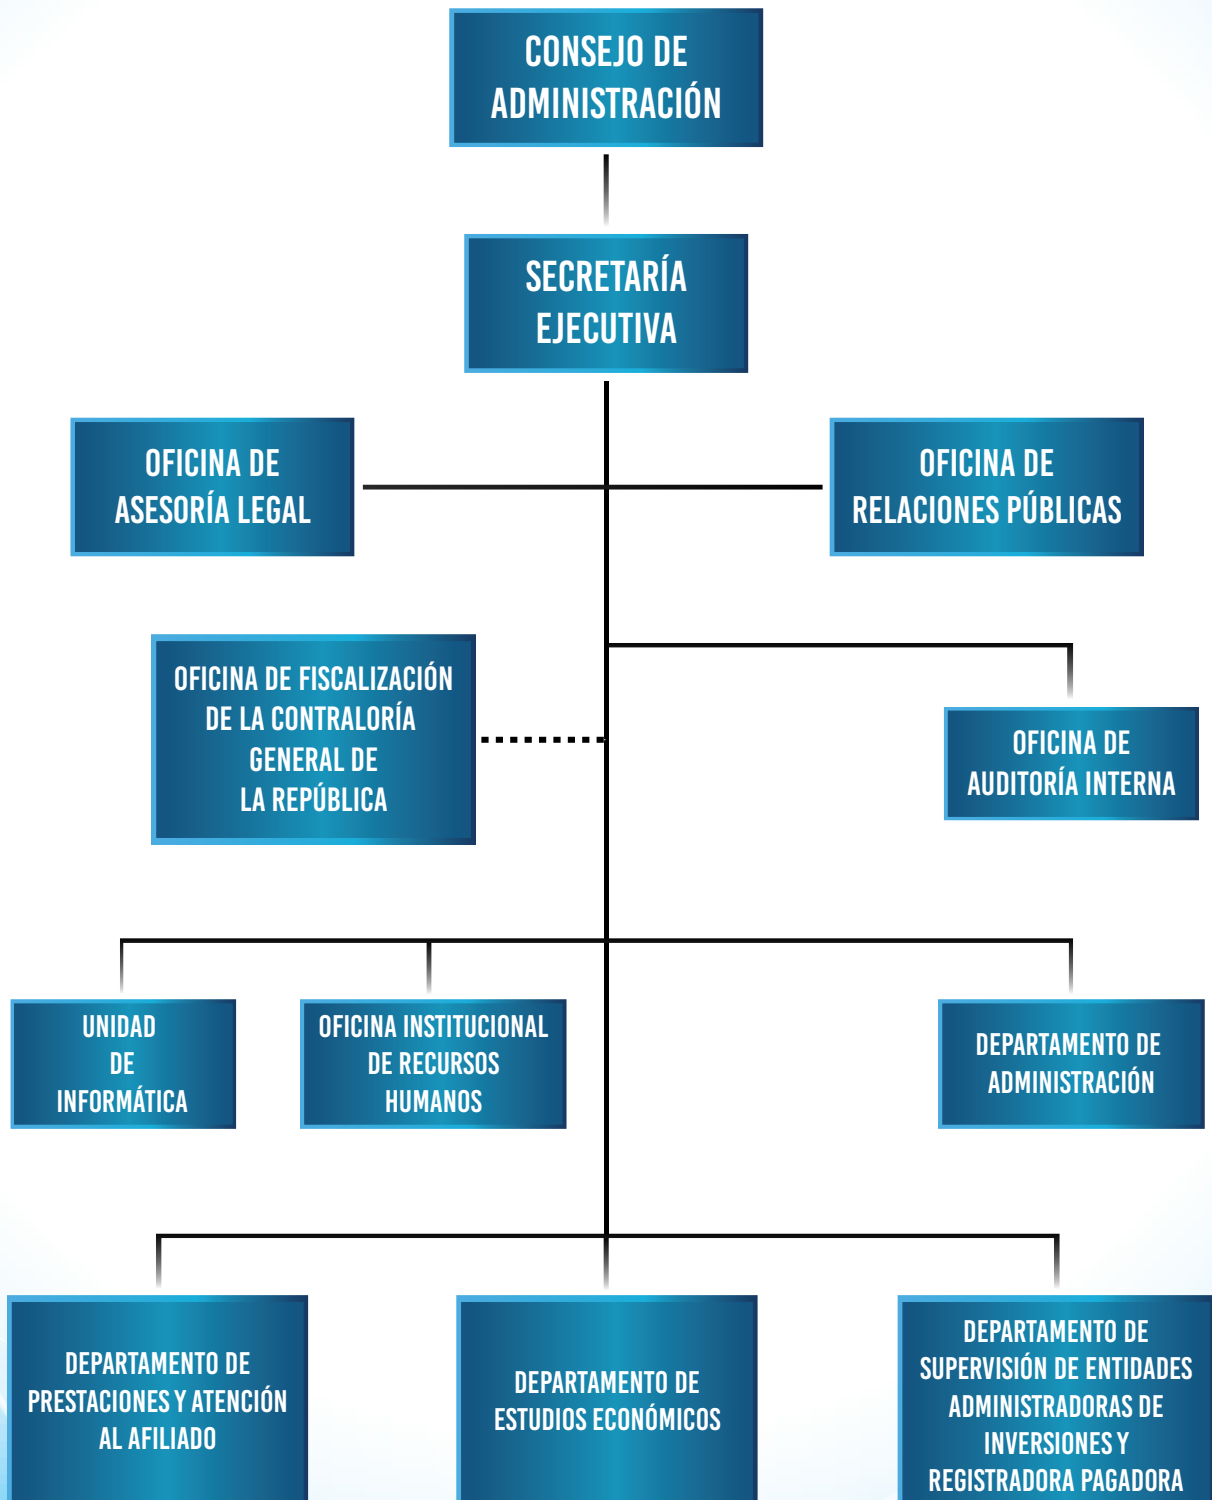 CONSEJO DE
ADMINISTRACIÓN
SECRETARÍA
EJECUTIVA
OFICINA DE
ASESORÍA LEGAL
OFICINA DE
RELACIONES PÚBLICAS
OFICINA DE FISCALIZACIÓN
DE LA CONTRALORÍA
GENERAL DE
LA REPÚBLICA
OFICINA DE
AUDITORÍA INTERNA
UNIDAD
DE
INFORMÁTICA
OFICINA INSTITUCIONAL
DE RECURSOS
HUMANOS
DEPARTAMENTO DE
ADMINISTRACIÓN
DEPARTAMENTO DE
PRESTACIONES Y ATENCIÓN
AL AFILIADO
DEPARTAMENTO DE
ESTUDIOS ECONÓMICOS
DEPARTAMENTO DE
SUPERVISIÓN DE ENTIDADES
ADMINISTRADORAS DE
INVERSIONES Y
REGISTRADORA PAGADORA